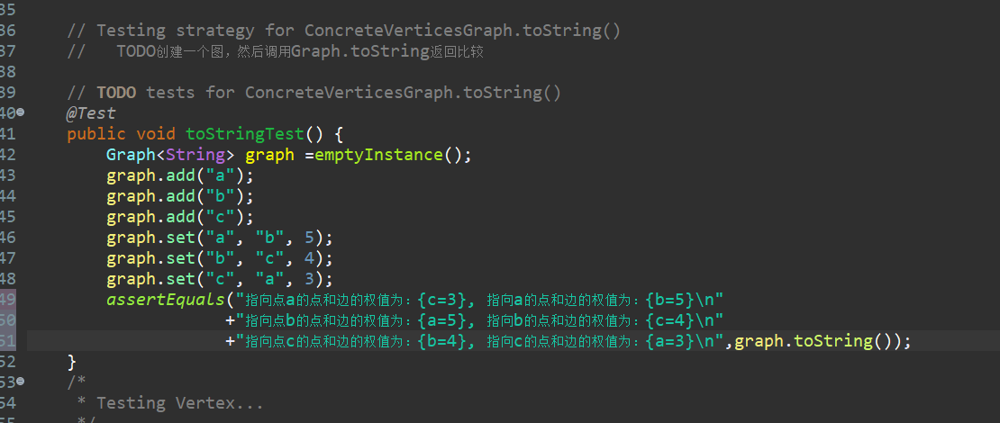 35
36 // Testing strategy for ConcreteVerticesGraph.toString()
37 //   TODO创建一个图，然后调用Graph.toString返回比较
38
39 // TODO tests for ConcreteVerticesGraph.toString()
40 @Test
41 public void toStringTest() {
42     Graph<String> graph =emptyInstance();
43     graph.add("a");
44     graph.add("b");
45     graph.add("c");
46     graph.set("a", "b", 5);
47     graph.set("b", "c", 4);
48     graph.set("c", "a", 3);
49     assertEquals("指向点a的点和边的权值为：{c=3}, 指向a的点和边的权值为：{b=5}\n"
50                 +"指向点b的点和边的权值为：{a=5}, 指向b的点和边的权值为：{c=4}\n"
51                 +"指向点c的点和边的权值为：{b=4}, 指向c的点和边的权值为：{a=3}\n",graph.toString());
52 }
53 /*
54  * Testing Vertex...
55  */